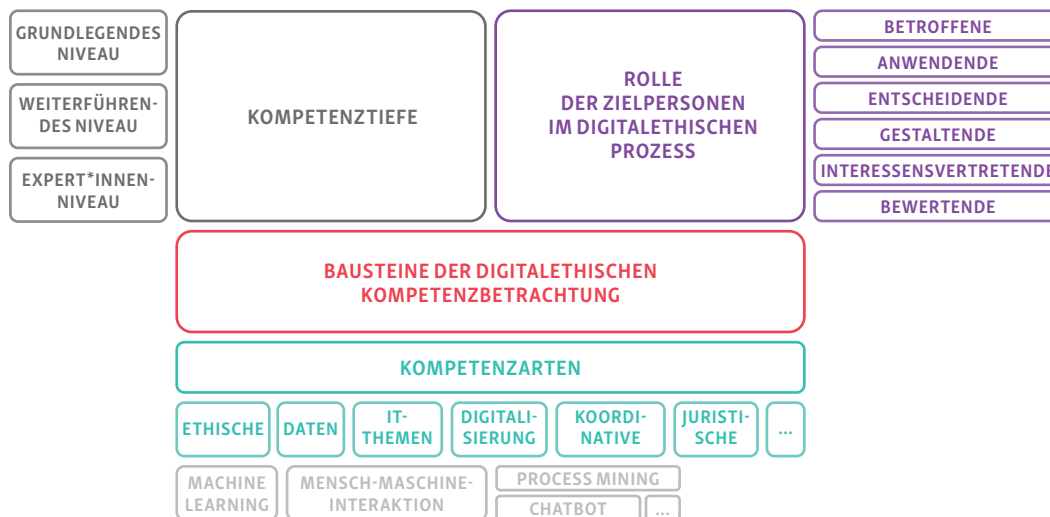 GRUNDLEGENDES
NIVEAU
WEITERFÜHREN-
DES NIVEAU
EXPERT*INNEN-
NIVEAU
KOMPETENZTIEFE
ROLLE
DER ZIELPERSONEN
IM DIGITALETHISCHEN
PROZESS
BETROFFENE
ANWENDENDE
ENTSCHEIDENDE
GESTALTENDE
INTERESSENSVERTRETENDE
BEWERTENDE
BAUSTEINE DER DIGITALETHISCHEN
KOMPETENZBETRACHTUNG
KOMPETENZARTEN
ETHISCHE
DATEN
IT-
THEMEN
DIGITALI-
SIERUNG
KOORDI-
NATIVE
JURISTI-
SCHE
...
MACHINE
LEARNING
MENSCH-MASCHINE-
INTERAKTION
PROCESS MINING
CHATBOT
...